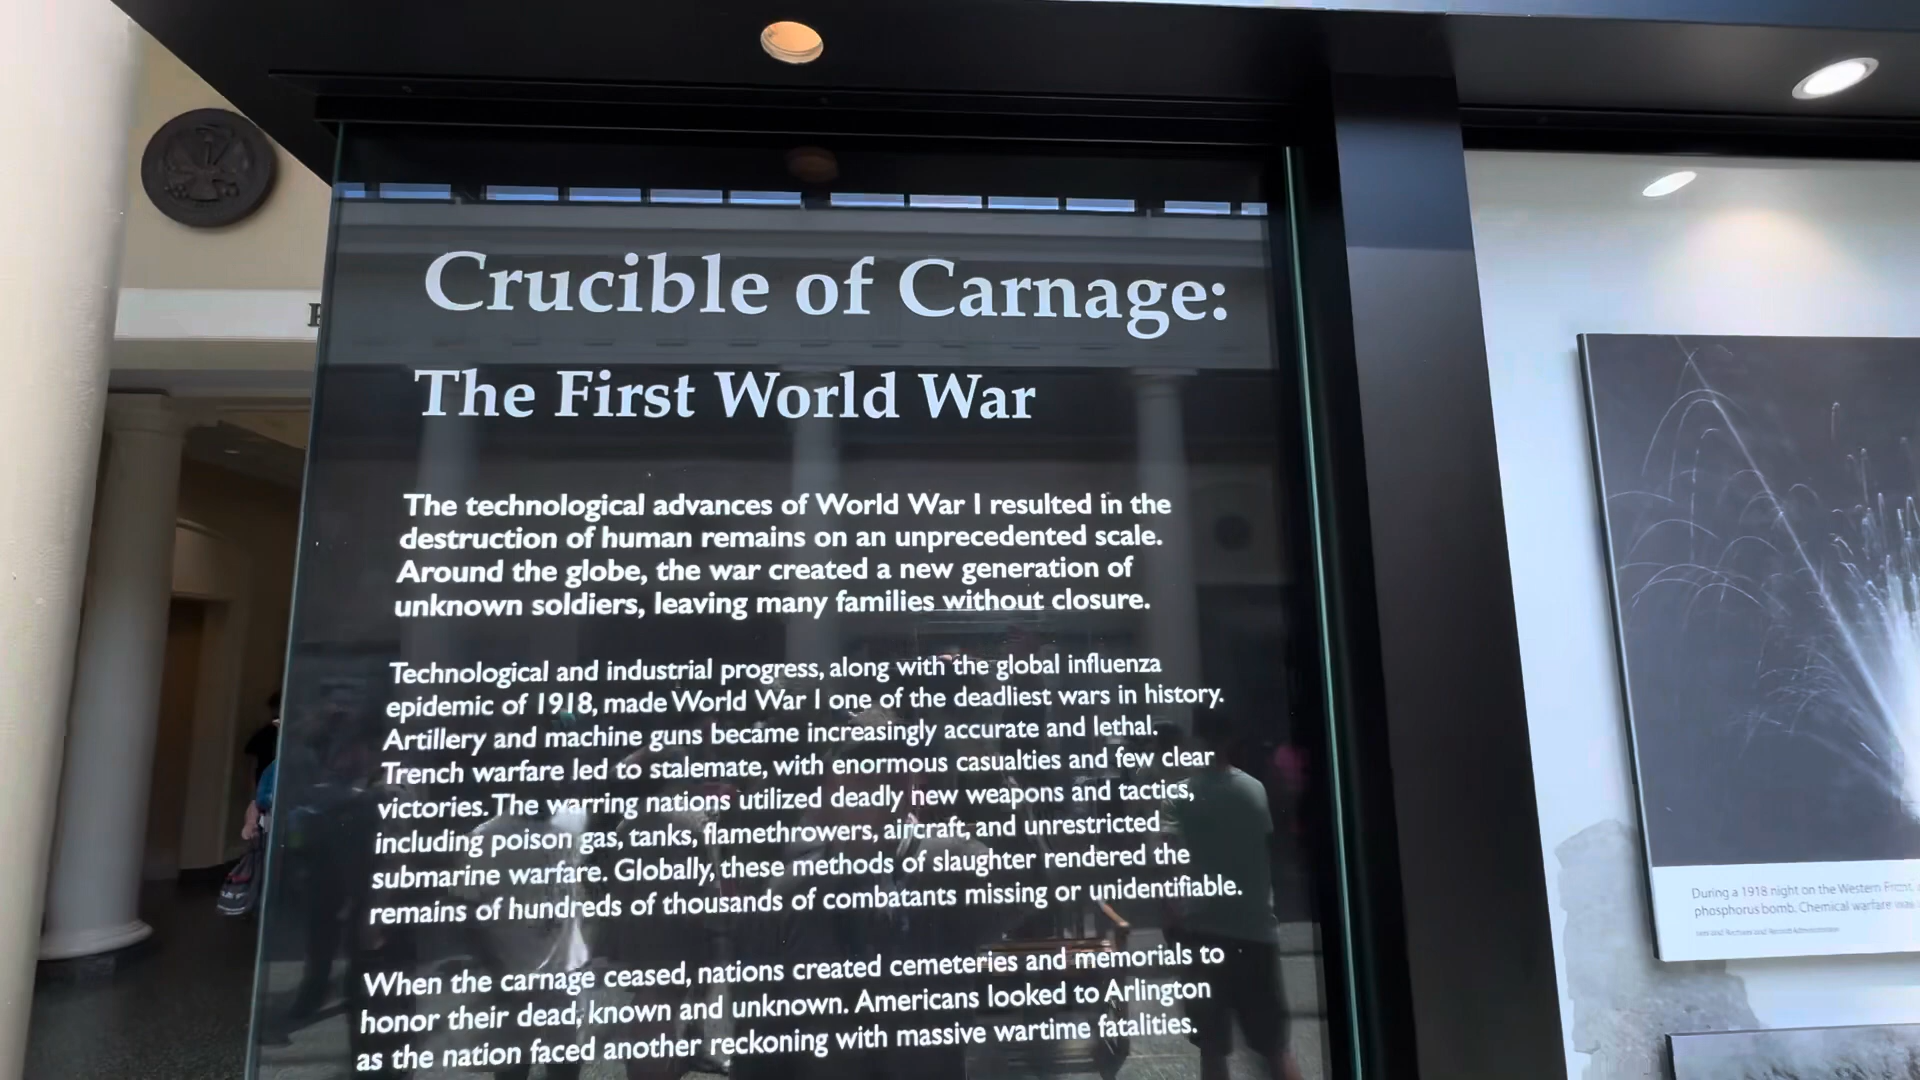 Crucible of Carnage:
The First World War
The technological advances of World War I resulted in the
destruction of human remains on an unprecedented scale.
Around the globe, the war created a new generation of
unknown soldiers, leaving many families without closure.
Technological and industrial progress, along with the global influenza
epidemic of 1918, made World War I one of the deadliest wars in history.
Artillery and machine guns became increasingly accurate and lethal.
Trench warfare led to stalemate, with enormous casualties and few clear
victories. The warring nations utilized deadly new weapons and tactics,
including poison gas, tanks, flamethrowers, aircraft, and unrestricted
submarine warfare. Globally, these methods of slaughter rendered the
remains of hundreds of thousands of combatants missing or unidentifiable.
When the carnage ceased, nations created cemeteries and memorials to
honor their dead, known and unknown. Americans looked to Arlington
as the nation faced another reckoning with massive wartime fatalities.
During a 1918 night on the Western Front,
phosphorus bomb. Chemical warfare was